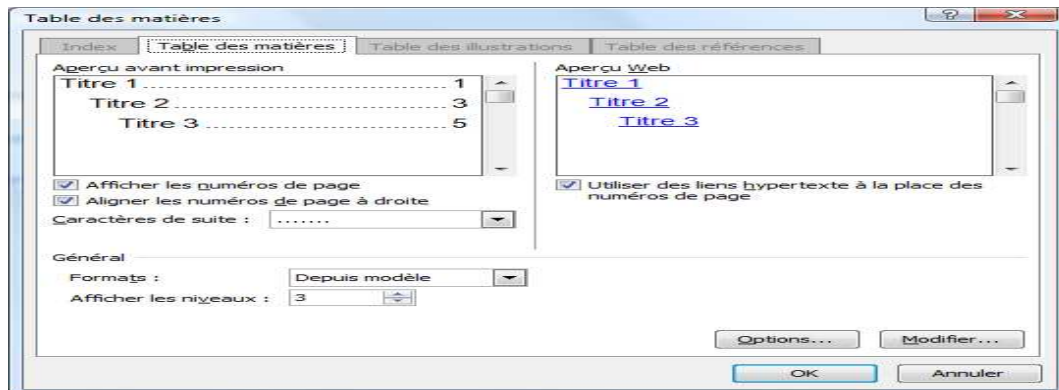 Table des matières
Index Table des matières Table des illustrations Table des références
Aperçu avant impression
Titre 1 ........................................ 1
Titre 2 ..................................... 3
Titre 3 ................................. 5
Aperçu Web
Titre 1
Titre 2
Titre 3
Afficher les numéros de page
Aligner les numéros de page à droite
Caractères de suite : .......
Utiliser des liens hypertexte à la place des
numéros de page
Général
Formats : Depuis modèle
Afficher les niveaux : 3
Options... Modifier...
OK Annuler